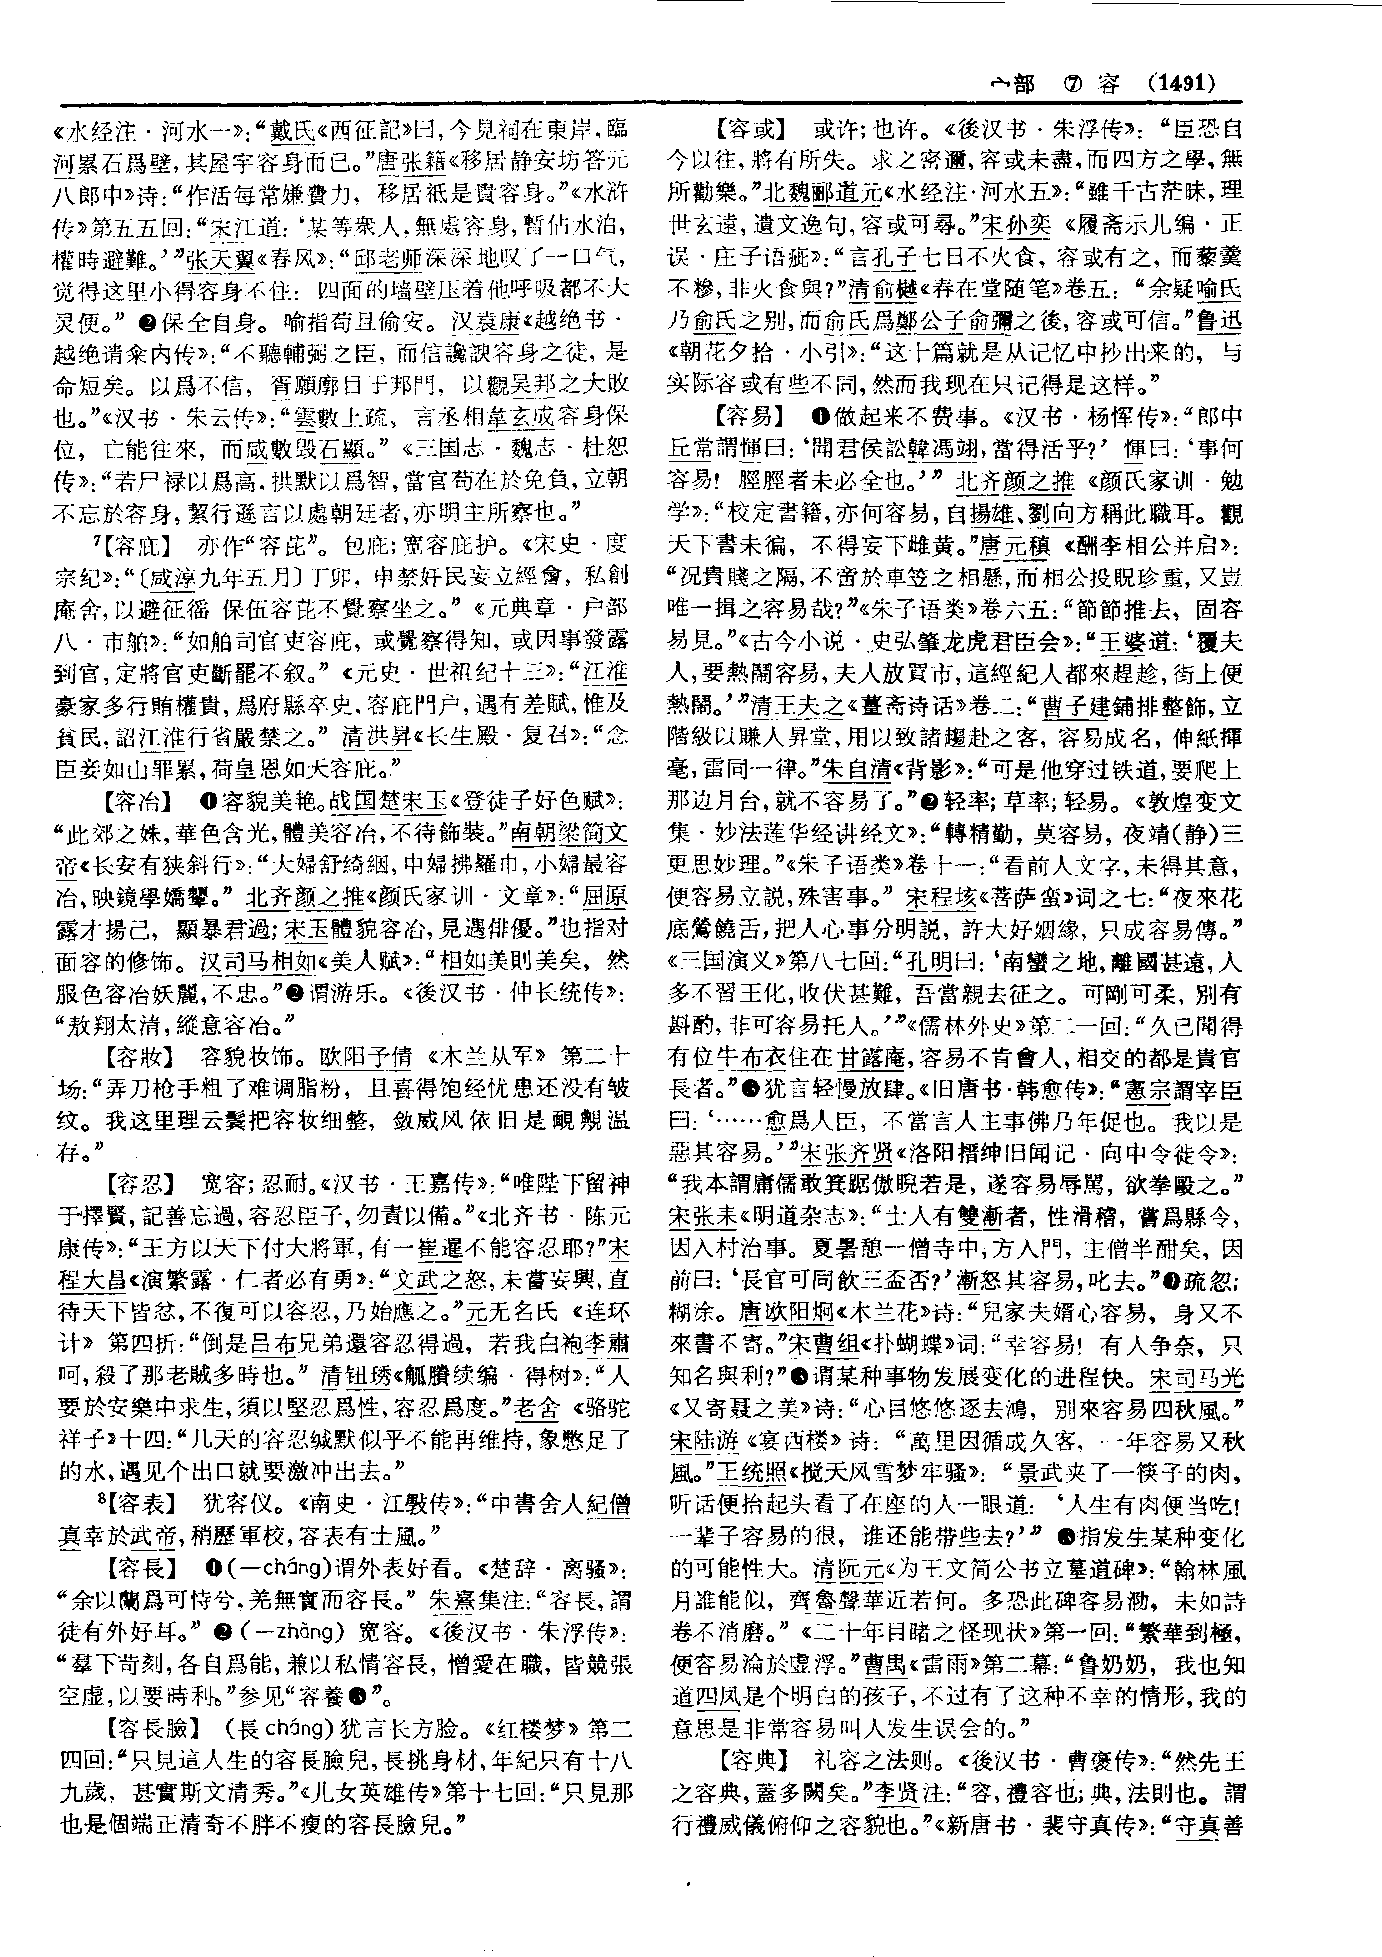 宀部 ⑦ 容 (1491)
《水经注·河水一》：“戴氏《西征記》曰，今見祠在東岸，臨
河累石爲壁，其屋宇容身而已。”唐张籍《移居静安坊答元
八郎中》诗：“作活每常嫌費力，移居衹是貴容身。”《水浒
传》第五五回：“宋江道：‘某等衆人，無處容身，暫佔水泊，
權時避難。’”张天翼《春风》：“邱老师深深地叹了一口气，
觉得这里小得容身不住：四面的墙壁压着他呼吸都不大
灵便。” ❷保全自身。喻指苟且偷安。汉袁康《越绝书·
越绝请籴内传》：“不聽輔弼之臣，而信讒諛容身之徒，是
命短矣。以爲不信，胥願廓目于邦門，以觀吴邦之大敗
也。”《汉书·朱云传》：“雲數上疏，言丞相韋玄成容身保
位，亡能往來，而咸數毁石顯。”《三国志·魏志·杜恕
传》：“若尸禄以爲高，拱默以爲智，當官苟在於免負，立朝
不忘於容身，絜行遜言以處朝廷者，亦明主所察也。”
7【容庇】 亦作“容芘”。包庇；宽容庇护。《宋史·度
宗纪》：“〔咸淳九年五月〕丁卯，申禁奸民妄立經會，私創
庵舍，以避征徭 保伍容芘不覺察坐之。”《元典章·户部
八·市舶》：“如舶司官吏容庇，或覺察得知，或因事發露
到官，定將官吏斷罷不叙。”《元史·世祖纪十三》：“江淮
豪家多行賄權貴，爲府縣卒史，容庇門户，遇有差賦，惟及
貧民，詔江淮行省嚴禁之。” 清洪昇《长生殿·复召》：“念
臣妾如山罪累，荷皇恩如天容庇。”
【容冶】 ❶容貌美艳。战国楚宋玉《登徒子好色赋》：
“此郊之姝，華色含光，體美容冶，不待飾裝。”南朝梁简文
帝《长安有狭斜行》：“大婦舒綺絪，中婦拂羅巾，小婦最容
冶，映鏡學嬌顰。” 北齐颜之推《颜氏家训·文章》：“屈原
露才揚己，顯暴君過；宋玉體貌容冶，見遇俳優。”也指对
面容的修饰。汉司马相如《美人赋》：“相如美則美矣，然
服色容冶妖麗，不忠。”❷谓游乐。《後汉书·仲长统传》：
“敖翔太清，縱意容冶。”
【容妝】 容貌妆饰。欧阳予倩《木兰从军》第二十
场：“弄刀枪手粗了难调脂粉，且喜得饱经忧患还没有皱
纹。我这里理云鬓把容妆细整，敛威风依旧是靦覥温
存。”
【容忍】 宽容；忍耐。《汉书·王嘉传》：“唯陛下留神
于擇賢，記善忘過，容忍臣子，勿責以備。”《北齐书·陈元
康传》：“王方以天下付大將軍，有一崔暹不能容忍耶？”宋
程大昌《演繁露·仁者必有勇》：“文武之怒，未嘗妄興，直
待天下皆忿，不復可以容忍，乃始應之。”元无名氏《连环
计》第四折：“倒是吕布兄弟還容忍得過，若我白袍李肅
呵，殺了那老賊多時也。” 清钮琇《觚賸续编·得树》：“人
要於安樂中求生，須以堅忍爲性，容忍爲度。”老舍《骆驼
祥子》十四：“几天的容忍缄默似乎不能再维持，象憋足了
的水，遇见个出口就要激冲出去。”
8【容表】 犹容仪。《南史·江斅传》：“中書舍人紀僧
真幸於武帝，稍歷軍校，容表有士風。”
【容長】 ❶(—cháng)谓外表好看。《楚辞·离骚》：
“余以蘭爲可恃兮，羌無實而容長。” 朱熹集注：“容長，謂
徒有外好耳。” ❷(—zhǎng) 宽容。《後汉书·朱浮传》：
“羣下苛刻，各自爲能，兼以私情容長，憎愛在職，皆競張
空虚，以要時利。”参见“容養❸”。
【容長臉】 (長cháng)犹言长方脸。《红楼梦》第二
四回：“只見這人生的容長臉兒，長挑身材，年紀只有十八
九歲，甚實斯文清秀。”《儿女英雄传》第十七回：“只見那
也是個端正清奇不胖不瘦的容長臉兒。”
【容或】 或许；也许。《後汉书·朱浮传》：“臣恐自
今以往，將有所失。求之密邇，容或未盡，而四方之學，無
所勸樂。”北魏郦道元《水经注·河水五》：“雖千古茫昧，理
世玄遠，遺文逸句，容或可尋。”宋孙奕《履斋示儿编·正
误·庄子语疵》：“言孔子七日不火食，容或有之，而藜羹
不糝，非火食與？”清俞樾《春在堂随笔》卷五：“余疑喻氏
乃俞氏之别，而俞氏爲鄭公子俞彌之後，容或可信。”鲁迅
《朝花夕拾·小引》：“这十篇就是从记忆中抄出来的，与
实际容或有些不同，然而我现在只记得是这样。”
【容易】 ❶做起来不费事。《汉书·杨恽传》：“郎中
丘常謂惲曰：‘聞君侯訟韓馮翊，當得活乎？’ 惲曰：‘事何
容易！ 脛脛者未必全也。’” 北齐颜之推《颜氏家训·勉
学》：“校定書籍，亦何容易，自揚雄、劉向方稱此職耳。觀
天下書未徧，不得妄下雌黄。”唐元稹《酬李相公并启》：
“况貴賤之隔，不啻於車笠之相懸，而相公投貺珍重，又豈
唯一揖之容易哉？”《朱子语类》卷六五：“節節推去，固容
易見。”《古今小说·史弘肇龙虎君臣会》：“王婆道：‘覆夫
人，要熱鬧容易，夫人放買市，這經紀人都來趕趁，街上便
熱鬧。’”清王夫之《薑斋诗话》卷二：“曹子建鋪排整飾，立
階級以賺人昇堂，用以致諸趨赴之客，容易成名，伸紙揮
毫，雷同一律。”朱自清《背影》：“可是他穿过铁道，要爬上
那边月台，就不容易了。”❷轻率；草率；轻易。《敦煌变文
集·妙法莲华经讲经文》：“轉精勤，莫容易，夜靖(静)三
更思妙理。”《朱子语类》卷十一：“看前人文字，未得其意，
便容易立説，殊害事。” 宋程垓《菩萨蛮》词之七：“夜來花
底鶯饒舌，把人心事分明説，許大好姻緣，只成容易傳。”
《三国演义》第八七回：“孔明曰：‘南蠻之地，離國甚遠，人
多不習王化，收伏甚難，吾當親去征之。可剛可柔，别有
斟酌，非可容易托人。’”《儒林外史》第二一回：“久已聞得
有位牛布衣住在甘露庵，容易不肯會人，相交的都是貴官
長者。”❸犹言轻慢放肆。《旧唐书·韩愈传》：“憲宗謂宰臣
曰：‘……愈爲人臣，不當言人主事佛乃年促也。我以是
惡其容易。’”宋张齐贤《洛阳搢绅旧闻记·向中令徙令》：
“我本謂庸儒敢箕踞傲睨若是，遂容易辱駡，欲拳毆之。”
宋张耒《明道杂志》：“士人有雙漸者，性滑稽，嘗爲縣令，
因入村治事。夏暑憩一僧寺中，方入門，主僧半酣矣，因
前曰：‘長官可同飲三盃否？’漸怒其容易，叱去。”❹疏忽；
糊涂。唐欧阳炯《木兰花》诗：“兒家夫婿心容易，身又不
來書不寄。”宋曹组《扑蝴蝶》词：“幸容易！有人争奈，只
知名與利？”❺谓某种事物发展变化的进程快。宋司马光
《又寄聂之美》诗：“心目悠悠逐去鴻，别來容易四秋風。”
宋陆游《宴西楼》诗：“萬里因循成久客，一年容易又秋
風。”王统照《搅天风雪梦牢骚》：“景武夹了一筷子的肉，
听话便抬起头看了在座的人一眼道：‘人生有肉便当吃！
一辈子容易的很，谁还能带些去？’” ❻指发生某种变化
的可能性大。清阮元《为王文简公书立墓道碑》：“翰林風
月誰能似，齊魯聲華近若何。多恐此碑容易泐，未如詩
卷不消磨。”《二十年目睹之怪现状》第一回：“繁華到極，
便容易淪於虚浮。”曹禺《雷雨》第二幕：“鲁奶奶，我也知
道四凤是个明白的孩子，不过有了这种不幸的情形，我的
意思是非常容易叫人发生误会的。”
【容典】 礼容之法则。《後汉书·曹褒传》：“然先王
之容典，蓋多闕矣。”李贤注：“容，禮容也；典，法則也。謂
行禮威儀俯仰之容貌也。”《新唐书·裴守真传》：“守真善